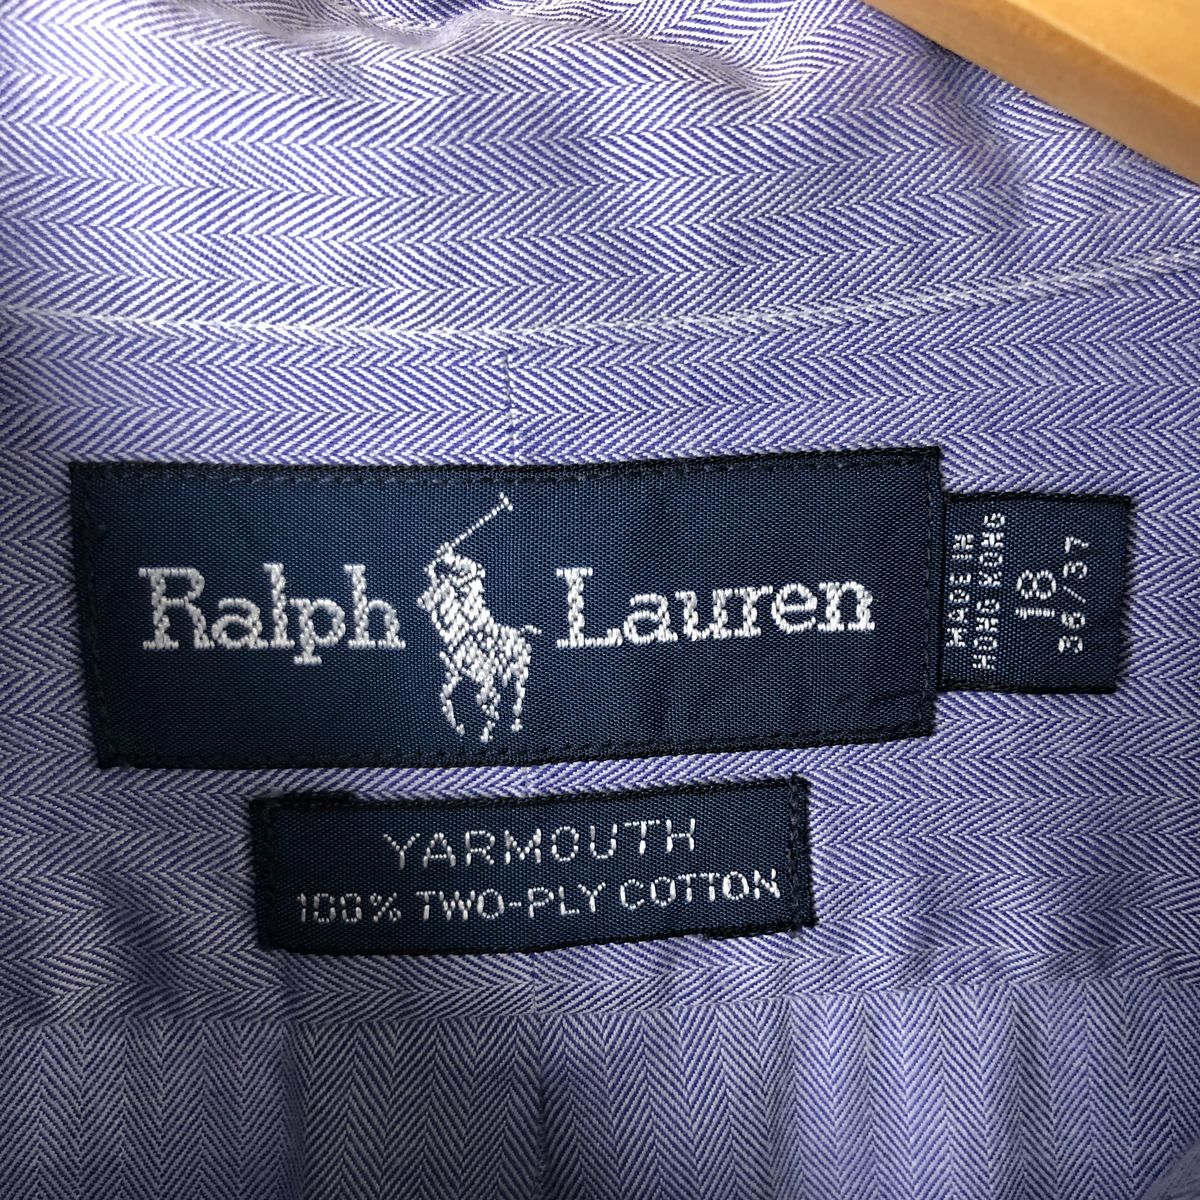 Ralph Lauren
YARMOUTH
100% TWO-PLY COTTON
MADE IN
HONG KONG
18
36/37